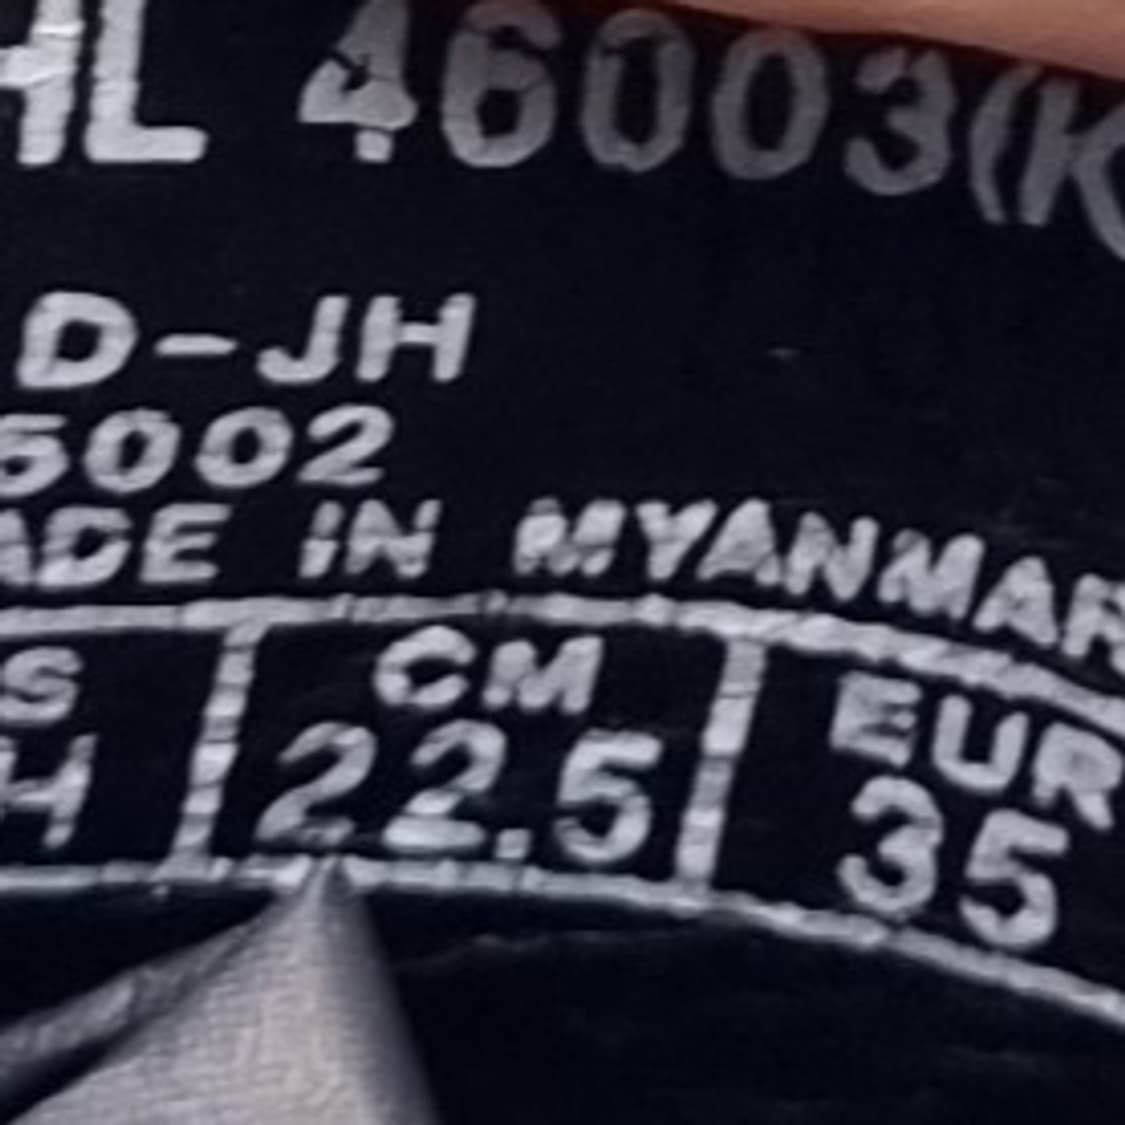 HL 46003(K
D-JH
5002
ADE IN MYANMAR
S CM EUR
H 22.5 35